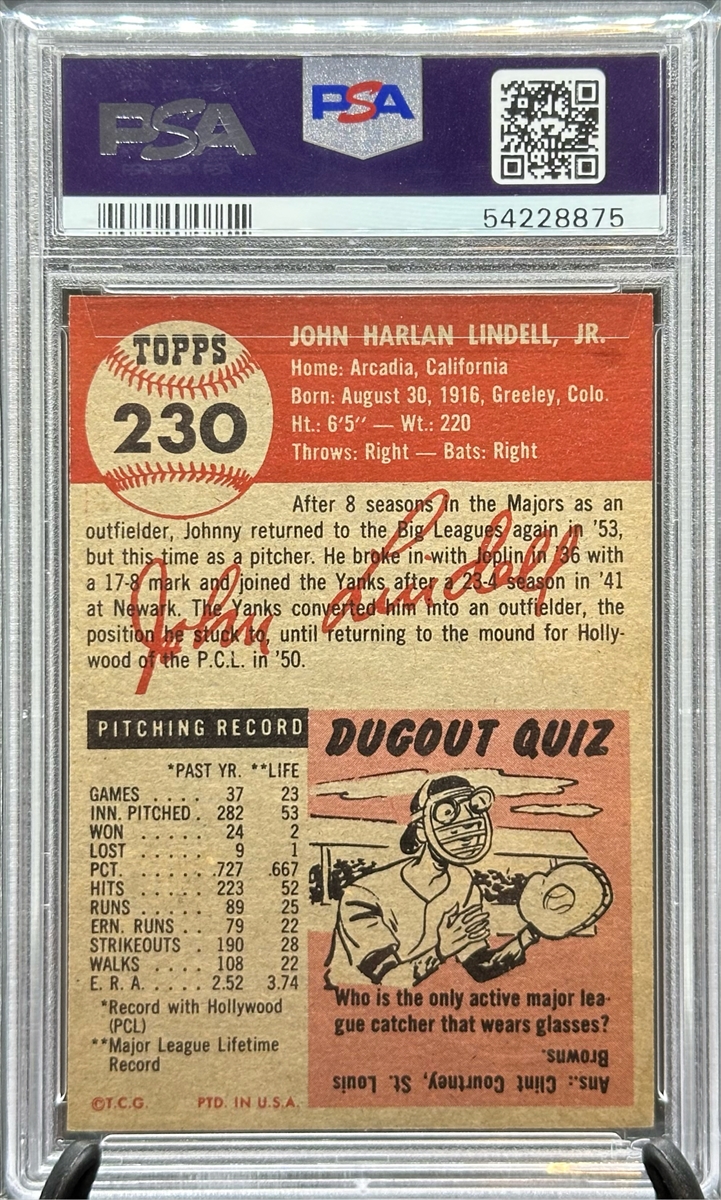 PSA
PSA
54228875
TOPPS
230
JOHN HARLAN LINDELL, JR.
Home: Arcadia, California
Born: August 30, 1916, Greeley, Colo.
Ht.: 6'5" — Wt.: 220
Throws: Right — Bats: Right
After 8 seasons in the Majors as an
outfielder, Johnny returned to the Big Leagues again in '53,
but this time as a pitcher. He broke in with Joplin in '36 with
a 17-8 mark and joined the Yanks after a 23-4 season in '41
at Newark. The Yanks converted him into an outfielder, the
position he stuck to, until returning to the mound for Holly-
wood of the P.C.L. in '50.
John Lindell
PITCHING RECORD
*PAST YR. **LIFE
GAMES . . . . 37 23
INN. PITCHED . 282 53
WON . . . . . 24 2
LOST . . . . . 9 1
PCT. . . . . . .727 .667
HITS . . . . . 223 52
RUNS . . . . . 89 25
ERN. RUNS . . 79 22
STRIKEOUTS . 190 28
WALKS . . . . 108 22
E. R. A. . . . . 2.52 3.74
*Record with Hollywood
(PCL)
**Major League Lifetime
Record
©T.C.G. PTD. IN U.S.A.
DUGOUT QUIZ
Who is the only active major lea-
gue catcher that wears glasses?
Ans.: Clint Courtney, St. Louis
Browns.